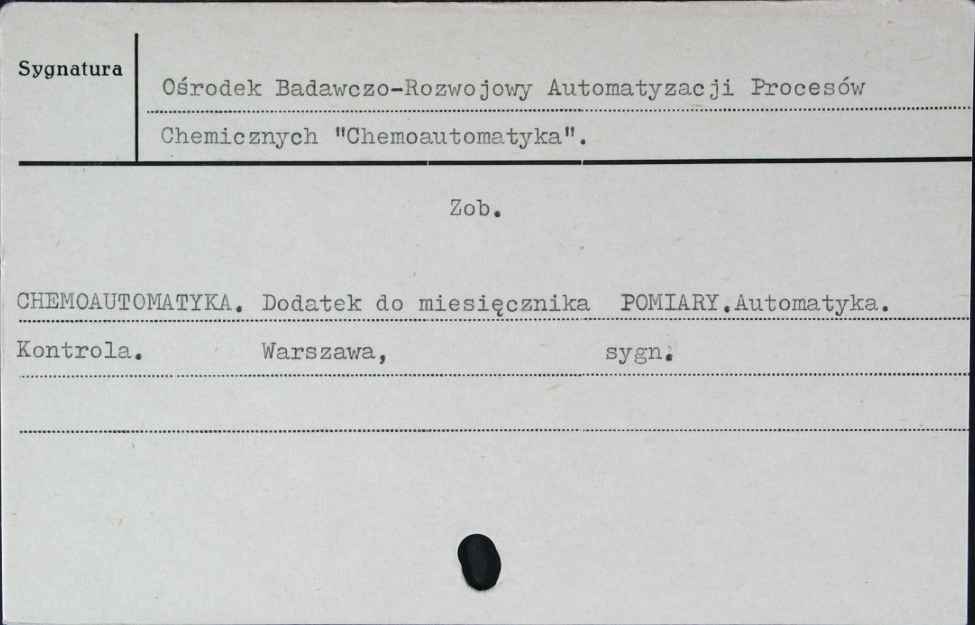 Sygnatura
Ośrodek Badawczo-Rozwojowy Automatyzacji Procesów
Chemicznych "Chemoautomatyka".
Zob.
CHEMOAUTOMATYKA. Dodatek do miesięcznika POMIARY.Automatyka.
Kontrola. Warszawa, sygn.